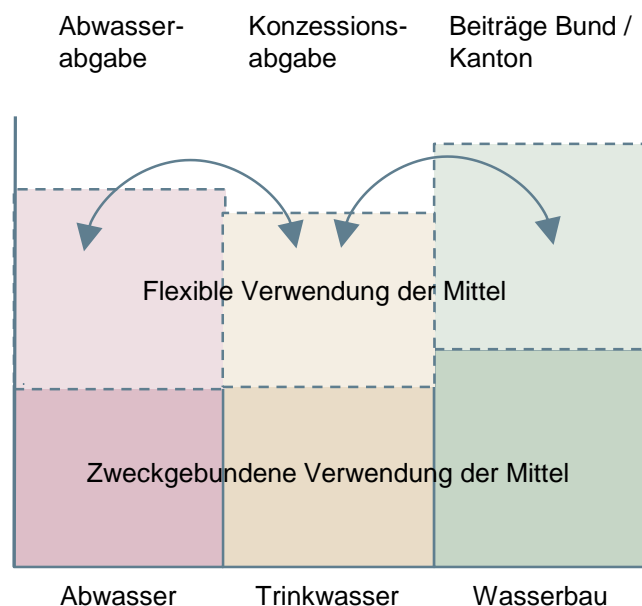 Abwasser-
abgabe
Konzessions-
abgabe
Beiträge Bund /
Kanton
Flexible Verwendung der Mittel
Zweckgebundene Verwendung der Mittel
Abwasser
Trinkwasser
Wasserbau